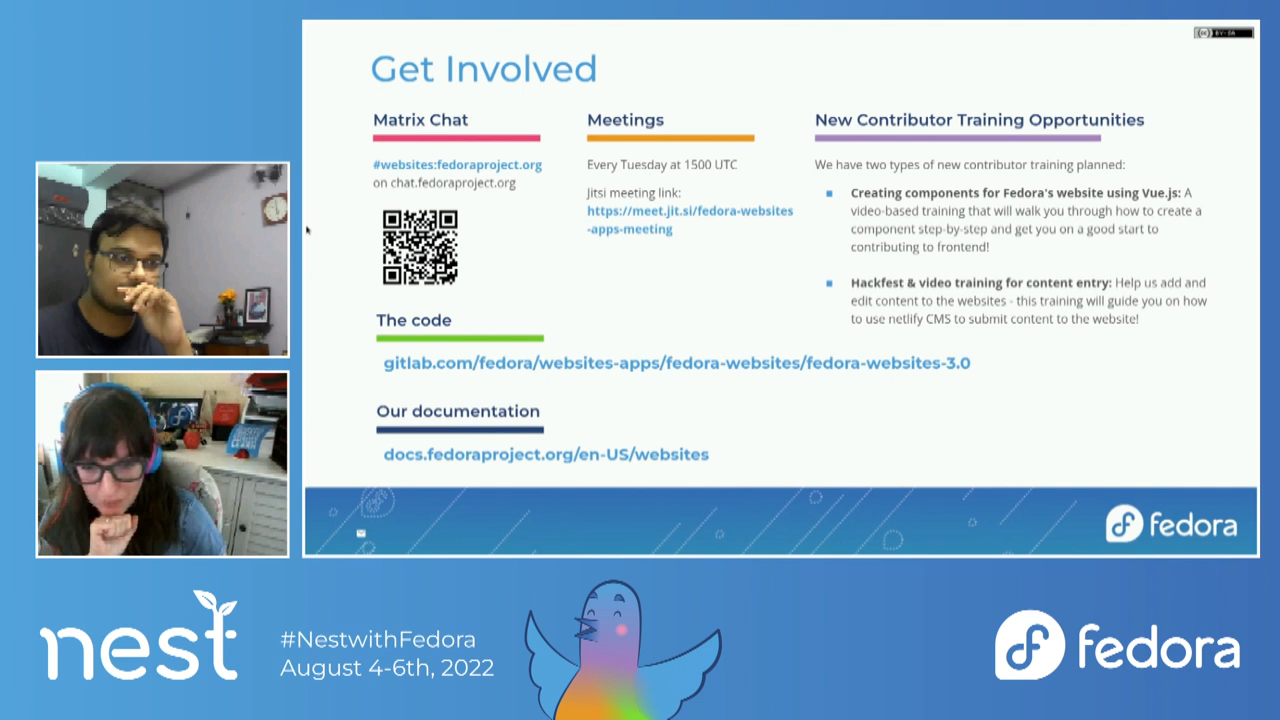 Get Involved
Matrix Chat
#websites:fedoraproject.org
on chat.fedoraproject.org
Meetings
Every Tuesday at 1500 UTC
Jitsi meeting link:
https://meet.jit.si/fedora-websites
-apps-meeting
New Contributor Training Opportunities
We have two types of new contributor training planned:
Creating components for Fedora's website using Vue.js: A
video-based training that will walk you through how to create a
component step-by-step and get you on a good start to
contributing to frontend!
Hackfest & video training for content entry: Help us add and
edit content to the websites - this training will guide you on how
to use netlify CMS to submit content to the website!
The code
gitlab.com/fedora/websites-apps/fedora-websites/fedora-websites-3.0
Our documentation
docs.fedoraproject.org/en-US/websites
fedora
nest
#NestwithFedora
August 4-6th, 2022
fedora